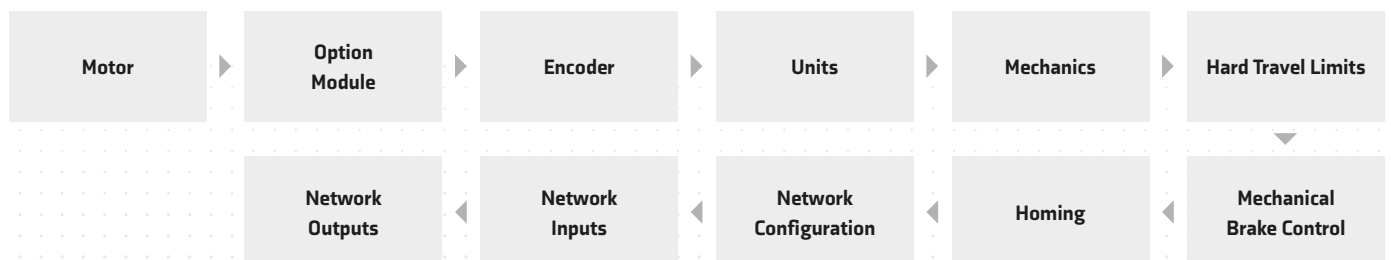 Motor
Option
Module
Encoder
Units
Mechanics
Hard Travel Limits
Mechanical
Brake Control
Homing
Network
Configuration
Network
Inputs
Network
Outputs